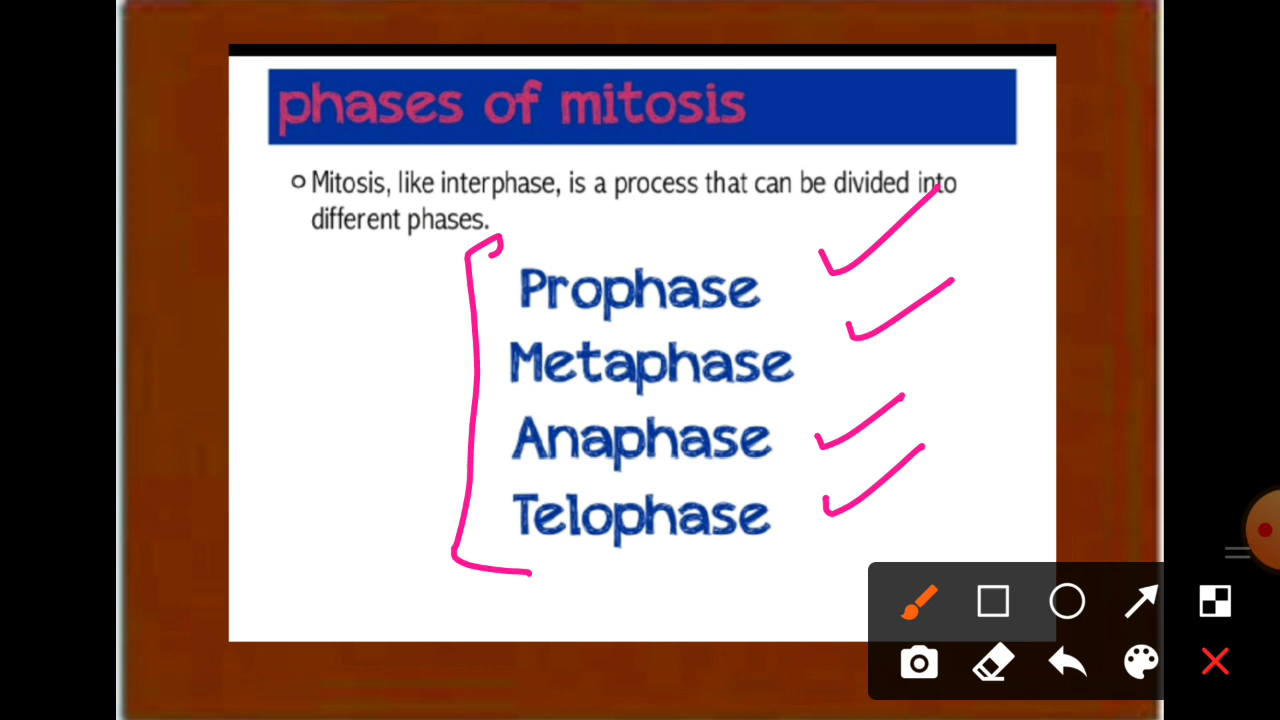 phases of mitosis
Mitosis, like interphase, is a process that can be divided into
different phases.
Prophase
Metaphase
Anaphase
Telophase